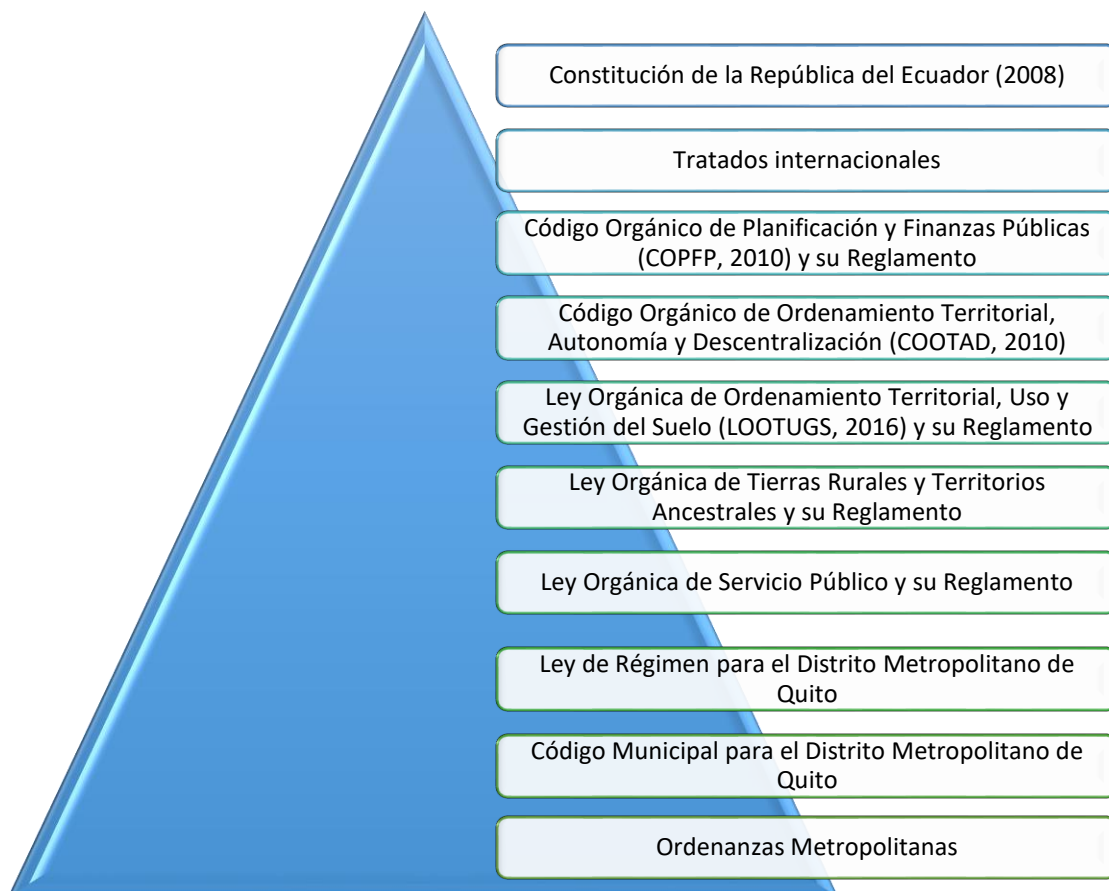 Constitución de la República del Ecuador (2008)
Tratados internacionales
Código Orgánico de Planificación y Finanzas Públicas
(COPFP, 2010) y su Reglamento
Código Orgánico de Ordenamiento Territorial,
Autonomía y Descentralización (COOTAD, 2010)
Ley Orgánica de Ordenamiento Territorial, Uso y
Gestión del Suelo (LOOTUGS, 2016) y su Reglamento
Ley Orgánica de Tierras Rurales y Territorios
Ancestrales y su Reglamento
Ley Orgánica de Servicio Público y su Reglamento
Ley de Régimen para el Distrito Metropolitano de
Quito
Código Municipal para el Distrito Metropolitano de
Quito
Ordenanzas Metropolitanas